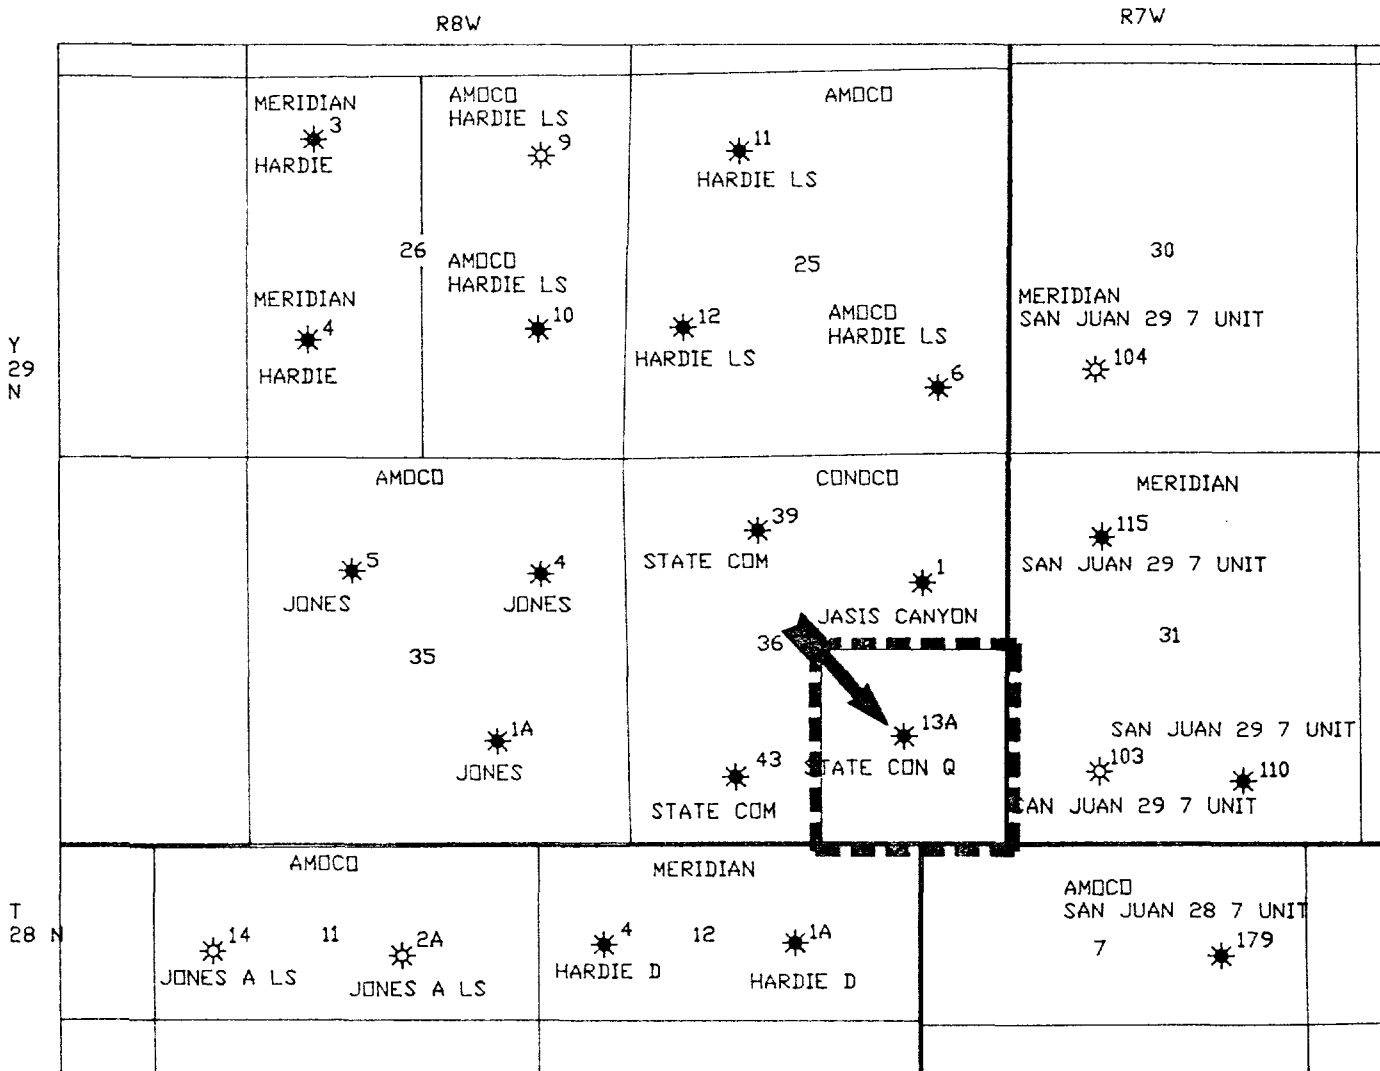 R8W
R7W
MERIDIAN
3
HARDIE
AMOCO
HARDIE LS
9
AMOCO
11
HARDIE LS
26
AMOCO
HARDIE LS
10
25
30
MERIDIAN
4
HARDIE
12
HARDIE LS
AMOCO
HARDIE LS
6
MERIDIAN
SAN JUAN 29 7 UNIT
104
Y
29
N
AMOCO
5
JONES
4
JONES
35
1A
JONES
CONOCO
39
STATE COM
1
JASIS CANYON
36
13A
STATE CON Q
43
STATE COM
MERIDIAN
115
SAN JUAN 29 7 UNIT
31
SAN JUAN 29 7 UNIT
103
110
SAN JUAN 29 7 UNIT
T
28 N
AMOCO
14
JONES A LS
11
2A
JONES A LS
MERIDIAN
4
HARDIE D
12
1A
HARDIE D
AMOCO
SAN JUAN 28 7 UNIT
7
179